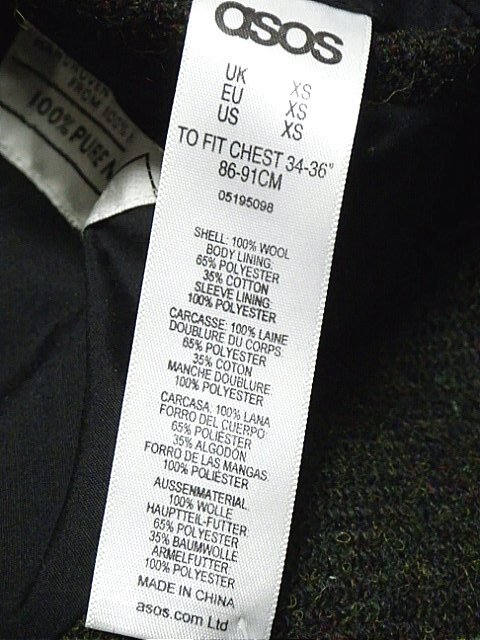 asos
UK XS
EU XS
US XS
TO FIT CHEST 34-36"
86-91CM
05195098
SHELL: 100% WOOL
BODY LINING:
65% POLYESTER
35% COTTON
SLEEVE LINING:
100% POLYESTER
CARCASSE: 100% LAINE
DOUBLURE DU CORPS:
65% POLYESTER
35% COTON
MANCHE DOUBLURE:
100% POLYESTER
CARCASA: 100% LANA
FORRO DEL CUERPO:
65% POLIÉSTER
35% ALGODÓN
FORRO DE LAS MANGAS:
100% POLIÉSTER
AUSSENMATERIAL:
100% WOLLE
HAUPTTEIL-FUTTER:
65% POLYESTER
35% BAUMWOLLE
ARMELFUTTER:
100% POLYESTER
MADE IN CHINA
asos.com Ltd
FROM 100%
100% PURE